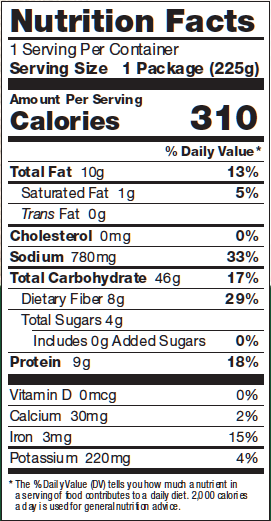 Nutrition Facts
1 Serving Per Container
Serving Size 1 Package (225g)
Amount Per Serving
Calories 310
% Daily Value*
Total Fat 10g 13%
Saturated Fat 1g 5%
Trans Fat 0g
Cholesterol 0mg 0%
Sodium 780mg 33%
Total Carbohydrate 46g 17%
Dietary Fiber 8g 29%
Total Sugars 4g
Includes 0g Added Sugars 0%
Protein 9g 18%
Vitamin D 0mcg 0%
Calcium 30mg 2%
Iron 3mg 15%
Potassium 220mg 4%
* The % Daily Value (DV) tells you how much a nutrient in
a serving of food contributes to a daily diet. 2,000 calories
a day is used for general nutrition advice.